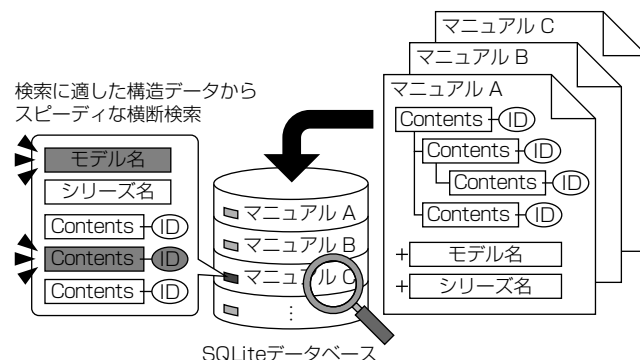 マニュアル C
マニュアル B
マニュアル A
Contents ID
Contents ID
Contents ID
Contents ID
+ モデル名
+ シリーズ名
検索に適した構造データから
スピーディな横断検索
モデル名
シリーズ名
Contents ID
Contents ID
Contents ID
マニュアル A
マニュアル B
マニュアル C
⋮
SQLiteデータベース